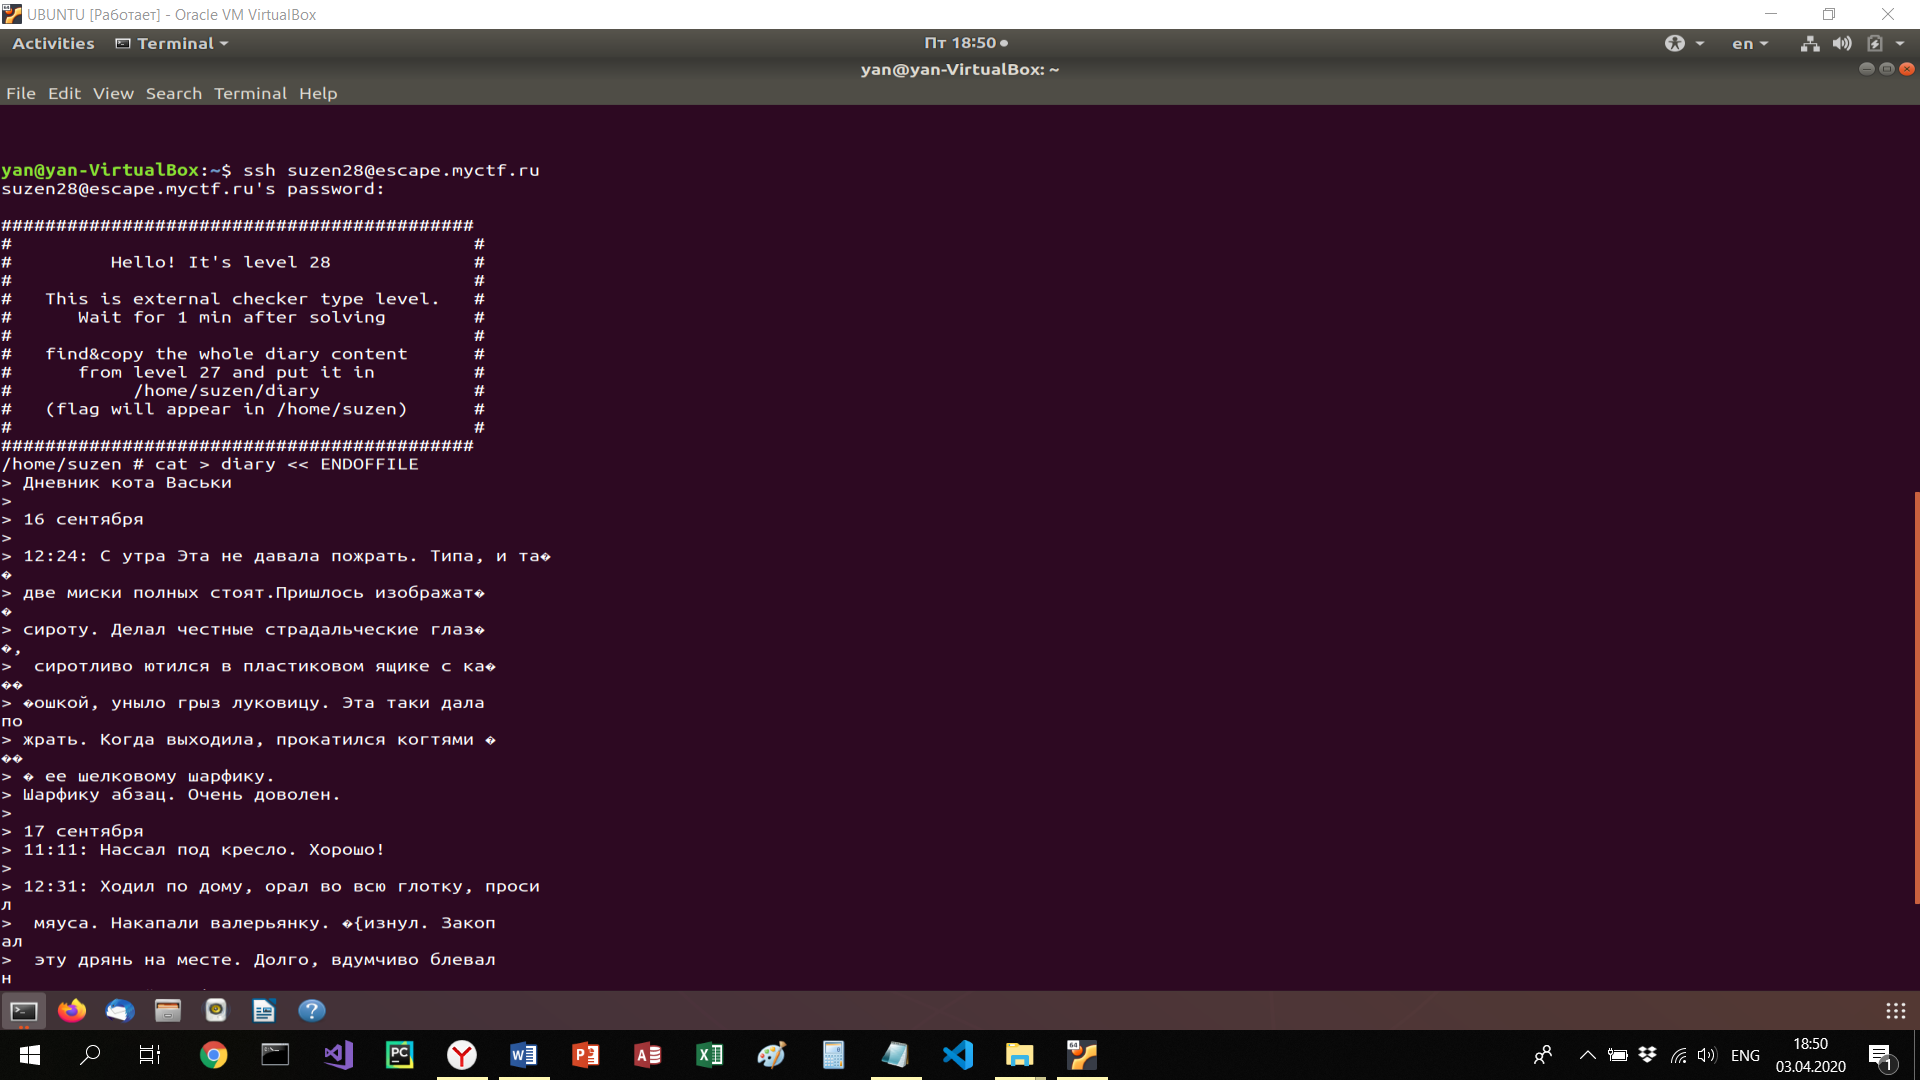 UBUNTU [Работает] - Oracle VM VirtualBox
Activities Terminal Пт 18:50 en
yan@yan-VirtualBox: ~
File Edit View Search Terminal Help
yan@yan-VirtualBox:~$ ssh suzen28@escape.myctf.ru
suzen28@escape.myctf.ru's password:
###########################################
# #
# Hello! It's level 28 #
# #
# This is external checker type level. #
# Wait for 1 min after solving #
# #
# find&copy the whole diary content #
# from level 27 and put it in #
# /home/suzen/diary #
# (flag will appear in /home/suzen) #
# #
###########################################
/home/suzen # cat > diary << ENDOFFILE
> Дневник кота Васьки
>
> 16 сентября
>
> 12:24: С утра Эта не давала пожрать. Типа, и та�
�
> две миски полных стоят.Пришлось изображат�
�
> сироту. Делал честные страдальческие глаз�
�,
> сиротливо ютился в пластиковом ящике с ка�
��
> �ошкой, уныло грыз луковицу. Эта таки дала
по
> жрать. Когда выходила, прокатился когтями �
��
> � ее шелковому шарфику.
> Шарфику абзац. Очень доволен.
>
> 17 сентября
> 11:11: Нассал под кресло. Хорошо!
>
> 12:31: Ходил по дому, орал во всю глотку, проси
л
> мяуса. Накапали валерьянку. �{изнул. Закоп
ал
> эту дрянь на месте. Долго, вдумчиво блевал
н
64
ENG
18:50
03.04.2020
1